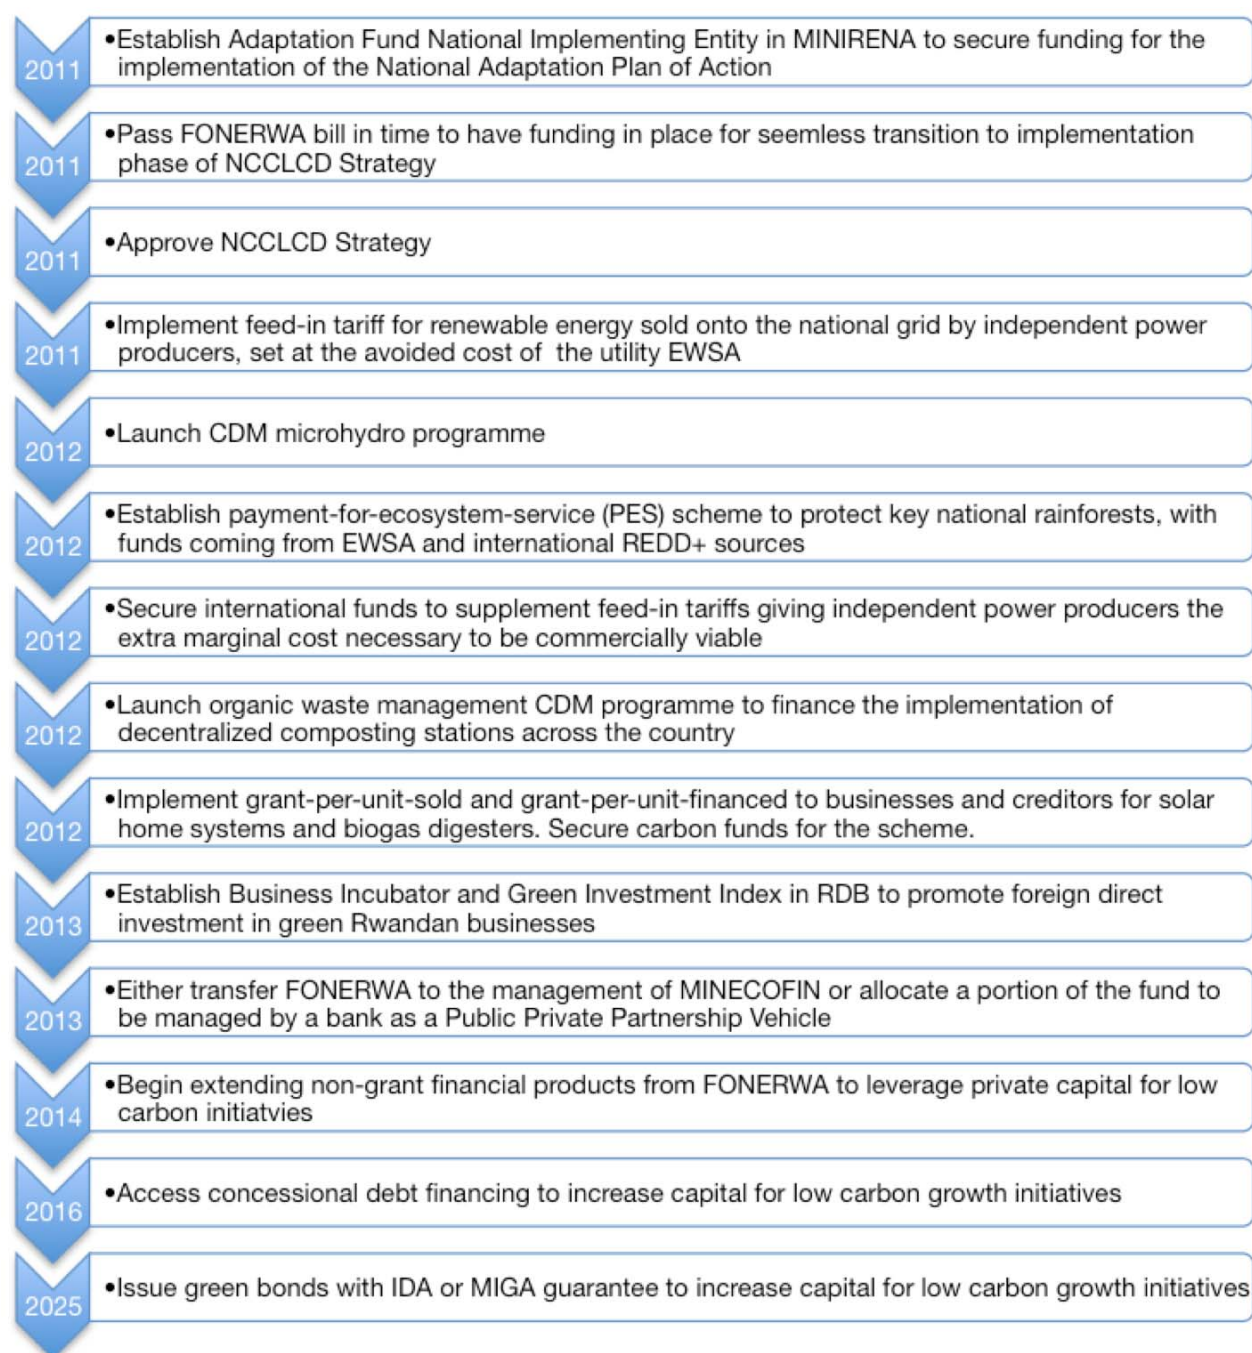 •Establish Adaptation Fund National Implementing Entity in MINIRENA to secure funding for the
2011
implementation of the National Adaptation Plan of Action
•Pass FONERWA bill in time to have funding in place for seemless transition to implementation
2011
phase of NCCLCD Strategy
2011
•Approve NCCLCD Strategy
•Implement feed-in tariff for renewable energy sold onto the national grid by independent power
2011
producers, set at the avoided cost of the utility EWSA
2012
•Launch CDM microhydro programme
•Establish payment-for-ecosystem-service (PES) scheme to protect key national rainforests, with
2012
funds coming from EWSA and international REDD+ sources
•Secure international funds to supplement feed-in tariffs giving independent power producers the
2012
extra marginal cost necessary to be commercially viable
•Launch organic waste management CDM programme to finance the implementation of
2012
decentralized composting stations across the country
•Implement grant-per-unit-sold and grant-per-unit-financed to businesses and creditors for solar
2012
home systems and biogas digesters. Secure carbon funds for the scheme.
•Establish Business Incubator and Green Investment Index in RDB to promote foreign direct
2013
investment in green Rwandan businesses
•Either transfer FONERWA to the management of MINECOFIN or allocate a portion of the fund to
2013
be managed by a bank as a Public Private Partnership Vehicle
•Begin extending non-grant financial products from FONERWA to leverage private capital for low
2014
carbon initiatvies
2016
•Access concessional debt financing to increase capital for low carbon growth initiatives
2025
•Issue green bonds with IDA or MIGA guarantee to increase capital for low carbon growth initiatives